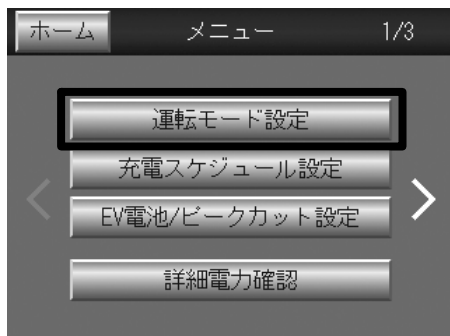 ホーム メニュー 1/3
運転モード設定
充電スケジュール設定
EV電池/ピークカット設定
詳細電力確認